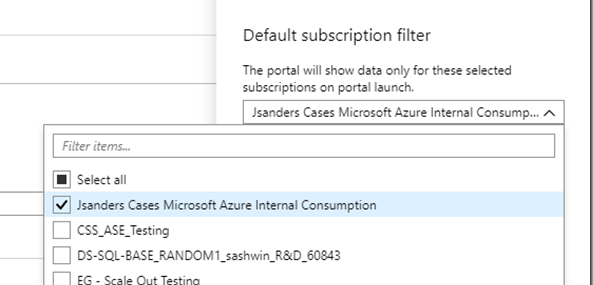 Default subscription filter
The portal will show data only for these selected
subscriptions on portal launch.
Jsanders Cases Microsoft Azure Internal Consump...
Filter items...
Select all
Jsanders Cases Microsoft Azure Internal Consumption
CSS_ASE_Testing
DS-SQL-BASE_RANDOM1_sashwin_R&D_60843
EG - Scale Out Testing